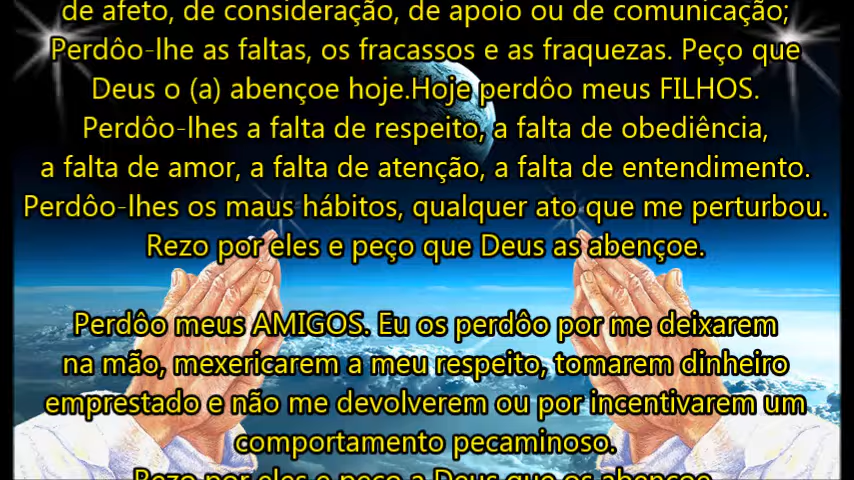 de afeto, de consideração, de apoio ou de comunicação;
Perdôo-lhe as faltas, os fracassos e as fraquezas. Peço que
Deus o (a) abençoe hoje.Hoje perdôo meus FILHOS.
Perdôo-lhes a falta de respeito, a falta de obediência,
a falta de amor, a falta de atenção, a falta de entendimento.
Perdôo-lhes os maus hábitos, qualquer ato que me perturbou.
Rezo por eles e peço que Deus as abençoe.
Perdôo meus AMIGOS. Eu os perdôo por me deixarem
na mão, mexericarem a meu respeito, tomarem dinheiro
emprestado e não me devolverem ou por incentivarem um
comportamento pecaminoso.
Rezo por eles e peço a Deus que os abençoe.